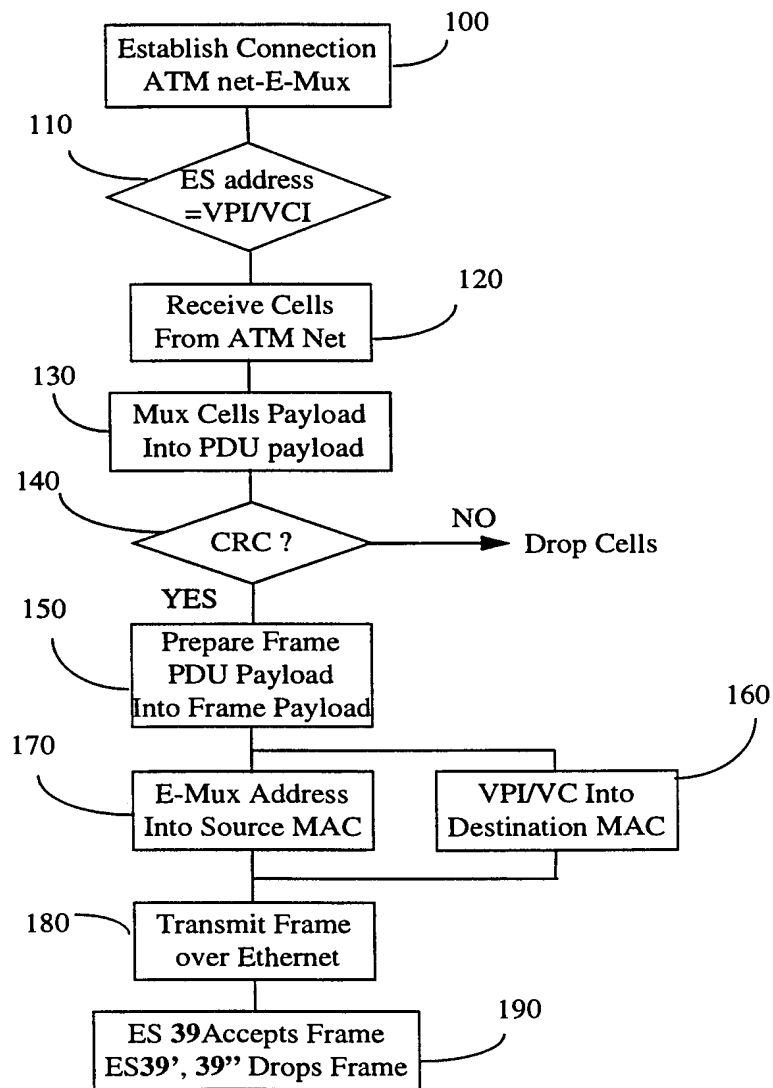 100
Establish Connection
ATM net-E-Mux
110
ES address
=VPI/VCI
120
Receive Cells
From ATM Net
130
Mux Cells Payload
Into PDU payload
140
CRC ?
NO
Drop Cells
YES
150
Prepare Frame
PDU Payload
Into Frame Payload
160
170
E-Mux Address
Into Source MAC
VPI/VC Into
Destination MAC
180
Transmit Frame
over Ethernet
190
ES 39Accepts Frame
ES39’, 39” Drops Frame